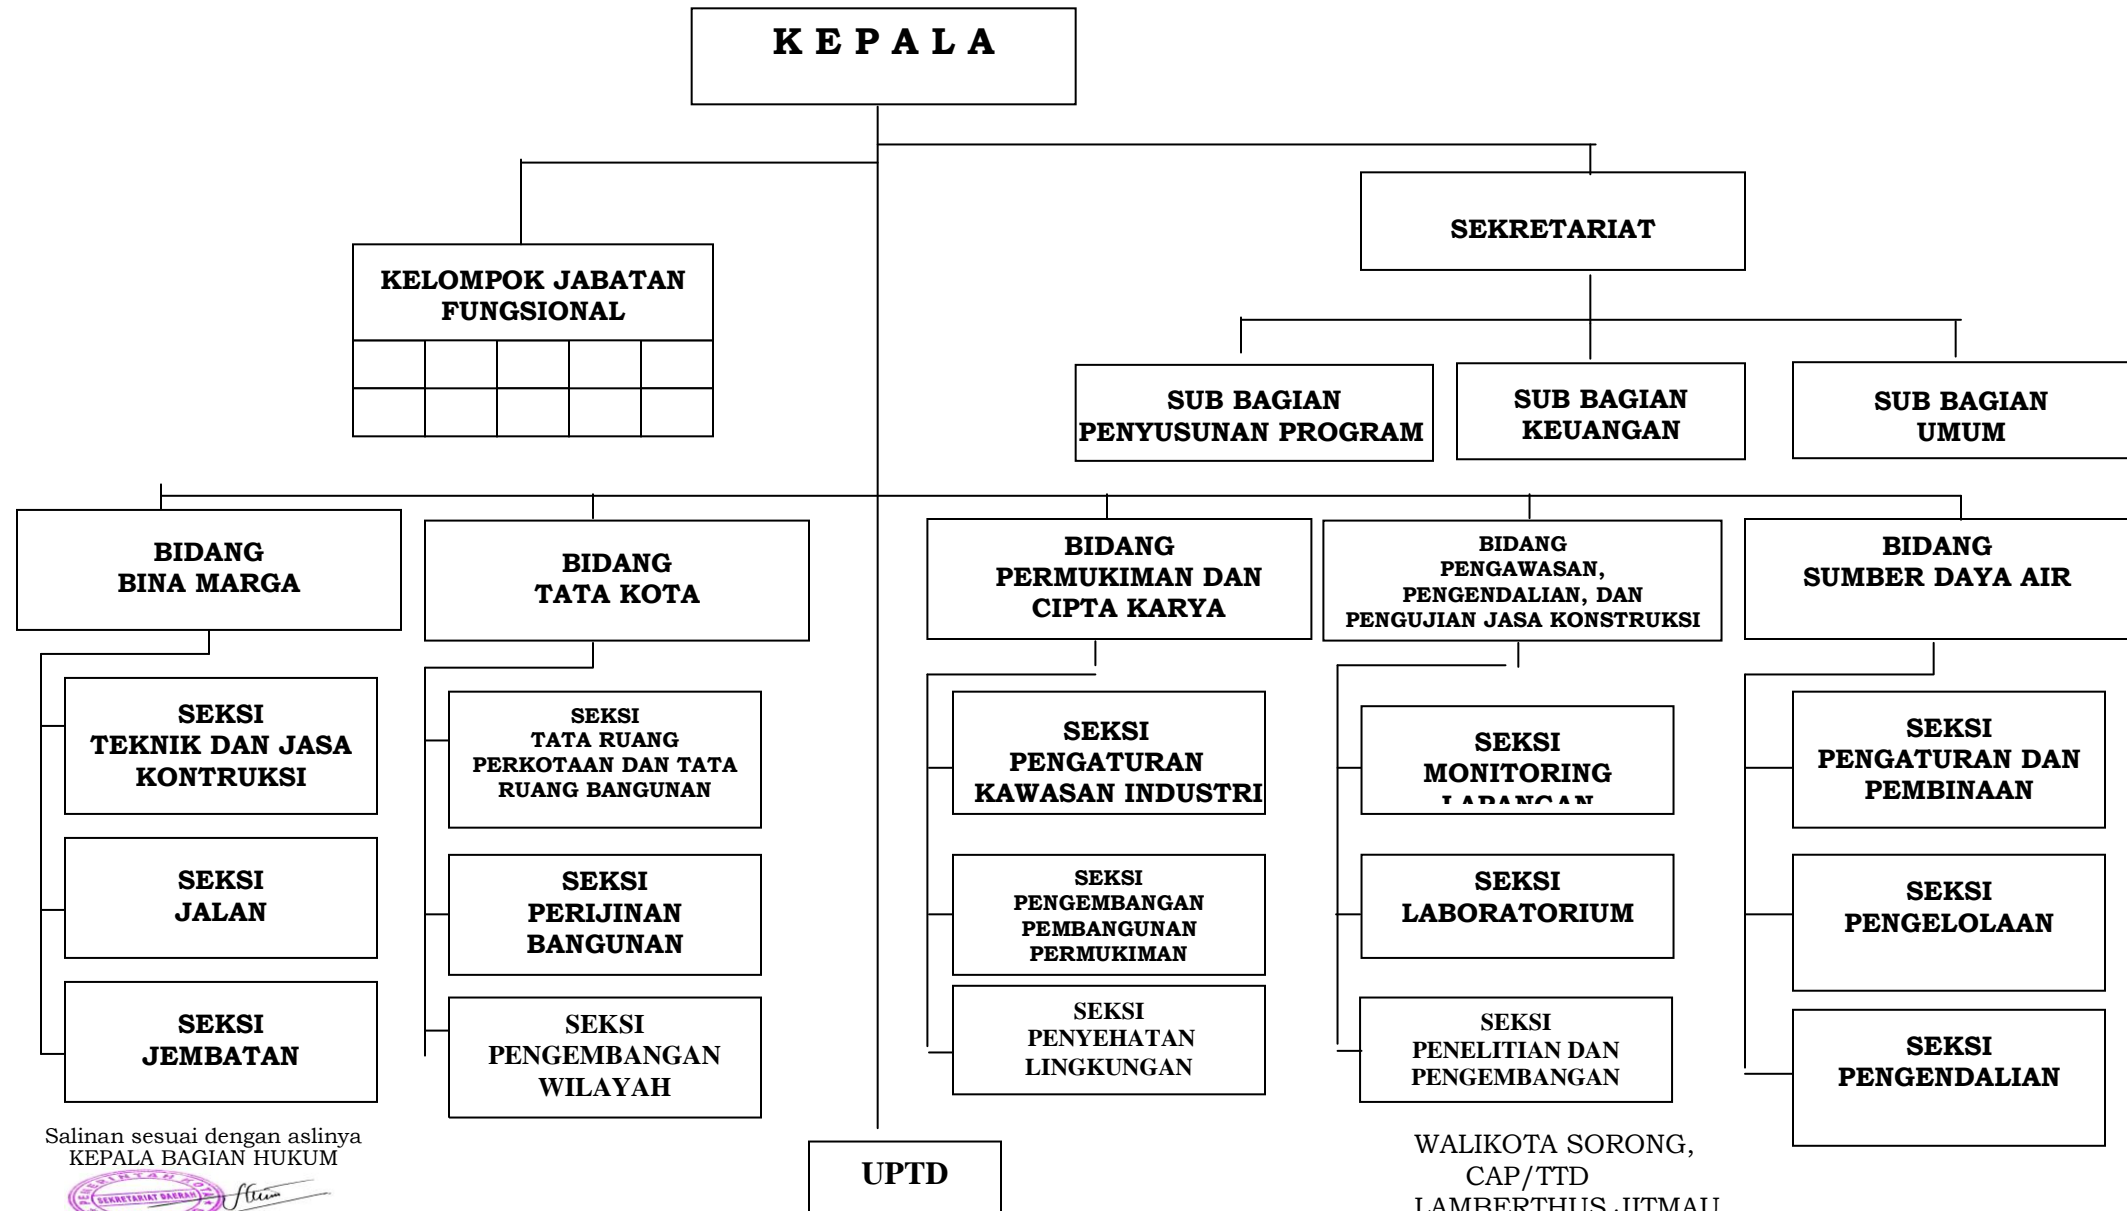 K E P A L A
SEKRETARIAT
KELOMPOK JABATAN
FUNGSIONAL
SUB BAGIAN
PENYUSUNAN PROGRAM
SUB BAGIAN
KEUANGAN
SUB BAGIAN
UMUM
BIDANG
BINA MARGA
BIDANG
TATA KOTA
BIDANG
PERMUKIMAN DAN
CIPTA KARYA
BIDANG
PENGAWASAN,
PENGENDALIAN, DAN
PENGUJIAN JASA KONSTRUKSI
BIDANG
SUMBER DAYA AIR
SEKSI
TEKNIK DAN JASA
KONTRUKSI
SEKSI
TATA RUANG
PERKOTAAN DAN TATA
RUANG BANGUNAN
SEKSI
PENGATURAN
KAWASAN INDUSTRI
SEKSI
MONITORING
LAPANGAN
SEKSI
PENGATURAN DAN
PEMBINAAN
SEKSI
JALAN
SEKSI
PERIJINAN
BANGUNAN
SEKSI
PENGEMBANGAN
PEMBANGUNAN
PERMUKIMAN
SEKSI
LABORATORIUM
SEKSI
PENGELOLAAN
SEKSI
JEMBATAN
SEKSI
PENGEMBANGAN
WILAYAH
SEKSI
PENYEHATAN
LINGKUNGAN
SEKSI
PENELITIAN DAN
PENGEMBANGAN
SEKSI
PENGENDALIAN
Salinan sesuai dengan aslinya
KEPALA BAGIAN HUKUM
SEKRETARIAT DAERAH
UPTD
WALIKOTA SORONG,
CAP/TTD
LAMBERTHUS JITMAU